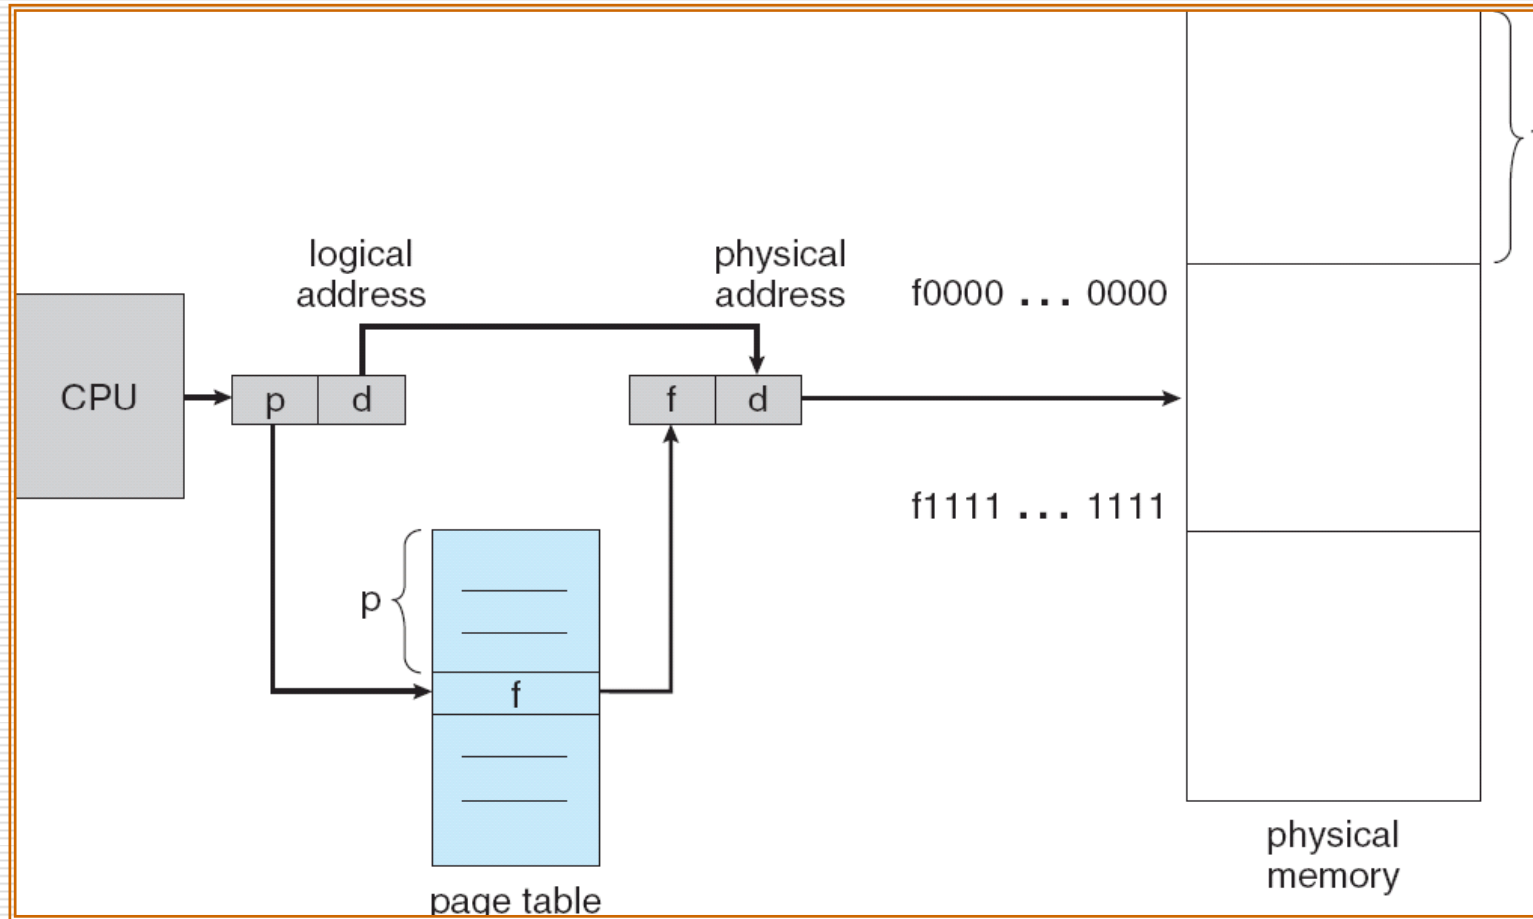 logical
address
physical
address
f0000 ... 0000
CPU
p
d
f
d
f1111 ... 1111
p
f
physical
memory
page table